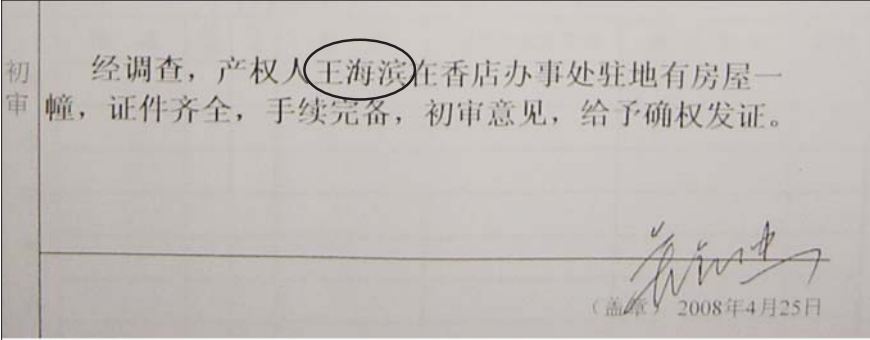 初审
经调查，产权人王海滨在香店办事处驻地有房屋一
幢，证件齐全，手续完备，初审意见，给予确权发证。
（盖章） 2008年4月25日